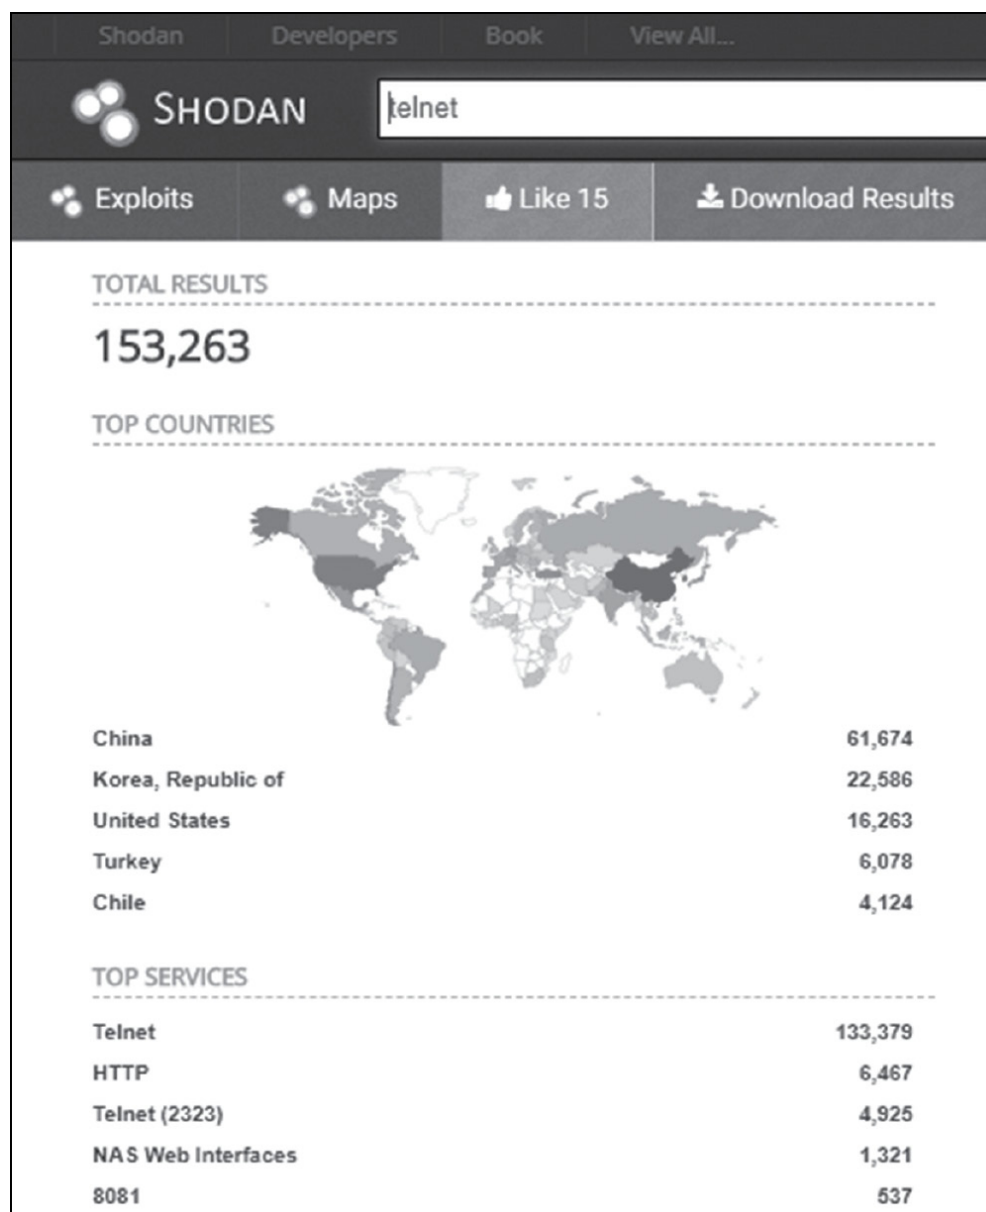 Shodan Developers Book View All...
SHODAN telnet
Exploits Maps Like 15 Download Results
TOTAL RESULTS
153,263
TOP COUNTRIES
China 61,674
Korea, Republic of 22,586
United States 16,263
Turkey 6,078
Chile 4,124
TOP SERVICES
Telnet 133,379
HTTP 6,467
Telnet (2323) 4,925
NAS Web Interfaces 1,321
8081 537